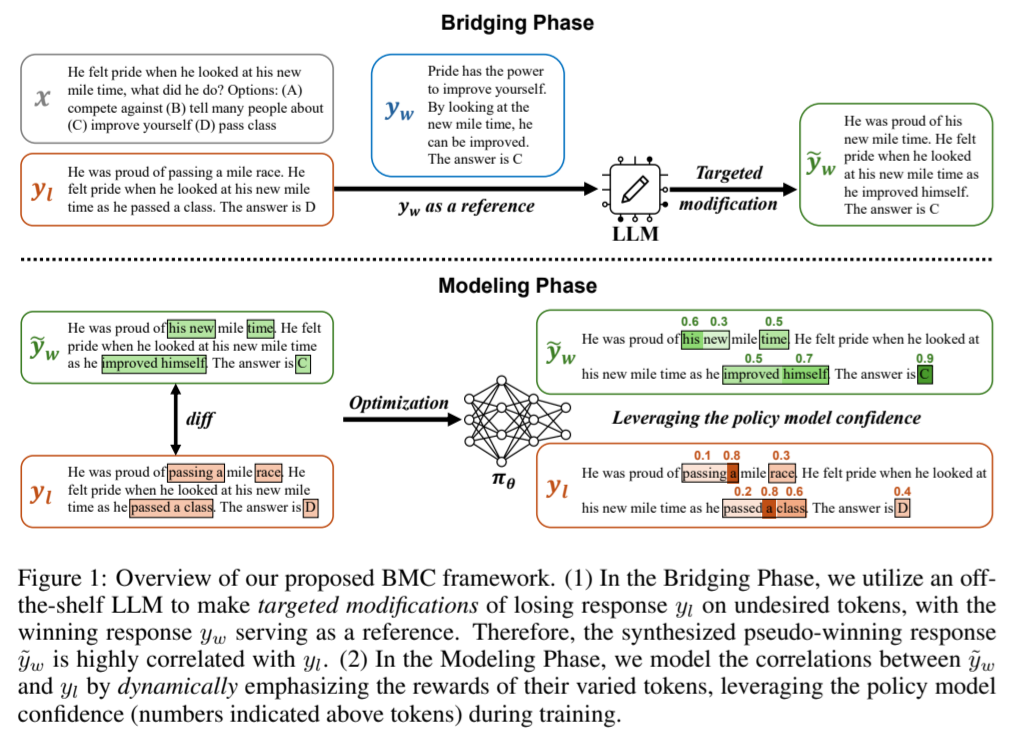 Bridging Phase
x
He felt pride when he looked at his new
mile time, what did he do? Options: (A)
compete against (B) tell many people about
(C) improve yourself (D) pass class
y_l
He was proud of passing a mile race. He
felt pride when he looked at his new mile
time as he passed a class. The answer is D
y_w
Pride has the power
to improve yourself.
By looking at the
new mile time, he
can be improved.
The answer is C
y_w as a reference
LLM
Targeted
modification
ỹ_w
He was proud of his
new mile time. He felt
pride when he looked
at his new mile time as
he improved himself.
The answer is C
Modeling Phase
ỹ_w
He was proud of his new mile time. He felt
pride when he looked at his new mile time
as he improved himself. The answer is C
diff
y_l
He was proud of passing a mile race. He
felt pride when he looked at his new mile
time as he passed a class. The answer is D
Optimization
π_θ
ỹ_w
0.6 0.3 0.5
He was proud of his new mile time. He felt pride when he looked at
0.5 0.7 0.9
his new mile time as he improved himself. The answer is C
Leveraging the policy model confidence
y_l
0.1 0.8 0.3
He was proud of passing a mile race. He felt pride when he looked at
0.2 0.8 0.6 0.4
his new mile time as he passed a class. The answer is D
Figure 1: Overview of our proposed BMC framework. (1) In the Bridging Phase, we utilize an off-
the-shelf LLM to make targeted modifications of losing response y_l on undesired tokens, with the
winning response y_w serving as a reference. Therefore, the synthesized pseudo-winning response
ỹ_w is highly correlated with y_l. (2) In the Modeling Phase, we model the correlations between ỹ_w
and y_l by dynamically emphasizing the rewards of their varied tokens, leveraging the policy model
confidence (numbers indicated above tokens) during training.